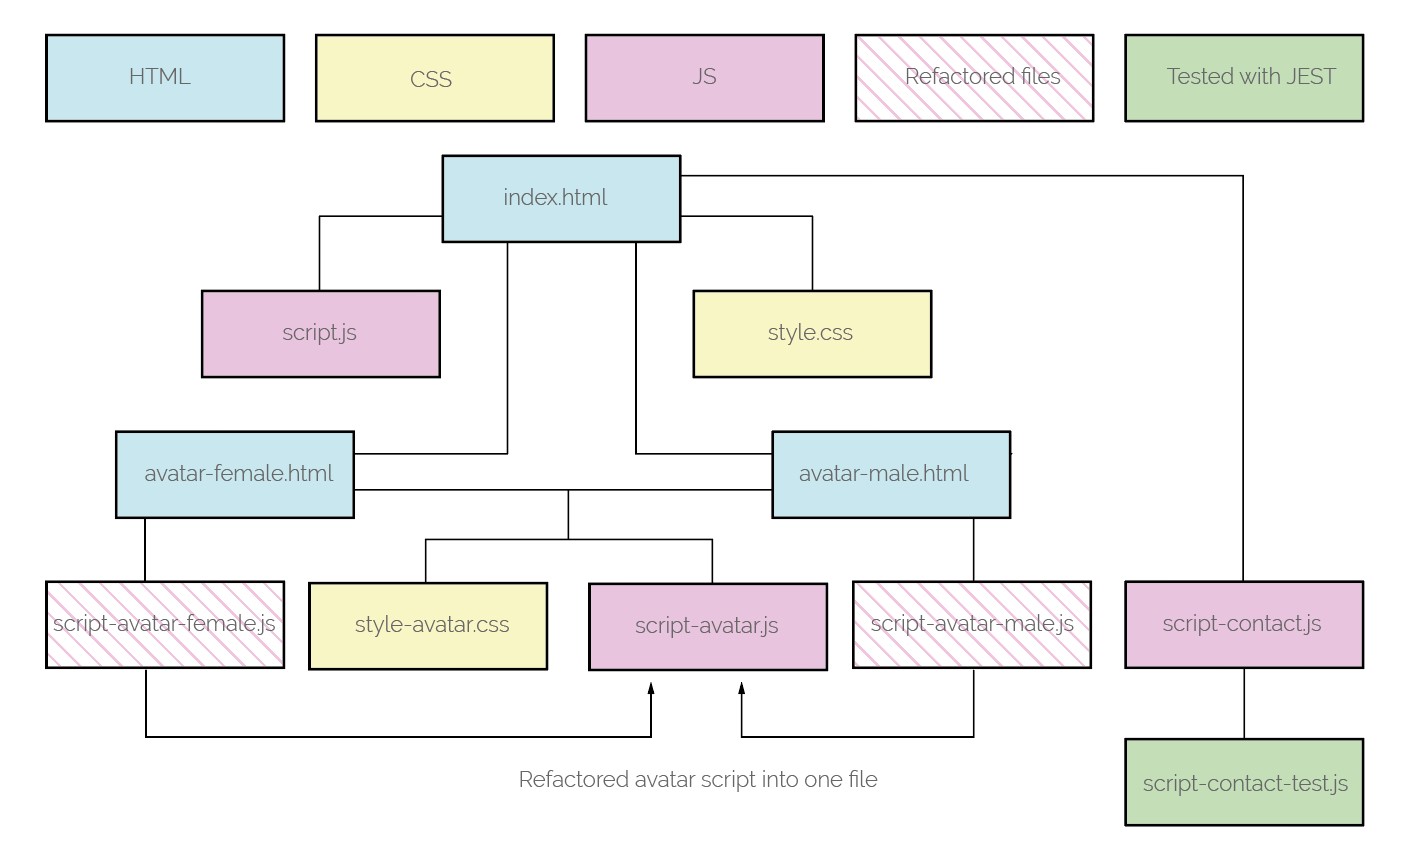 HTML
CSS
JS
Refactored files
Tested with JEST
index.html
script.js
style.css
avatar-female.html
avatar-male.html
script-avatar-female.js
style-avatar.css
script-avatar.js
script-avatar-male.js
script-contact.js
Refactored avatar script into one file
script-contact-test.js